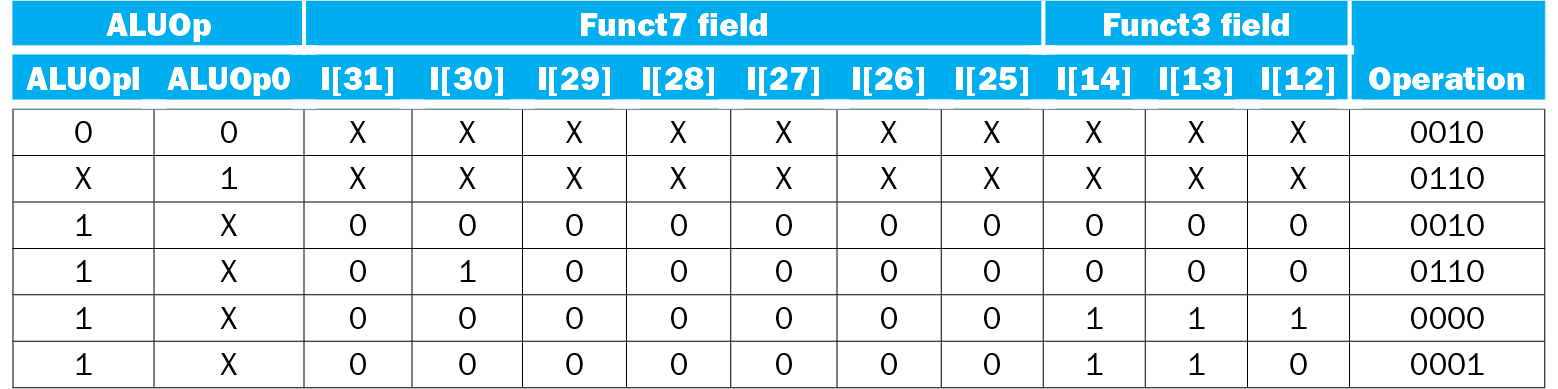 ALUOp Funct7 field Funct3 field
ALUOpl ALUOp0 I[31] I[30] I[29] I[28] I[27] I[26] I[25] I[14] I[13] I[12] Operation
0 0 X X X X X X X X X X 0010
X 1 X X X X X X X X X X 0110
1 X 0 0 0 0 0 0 0 0 0 0 0010
1 X 0 1 0 0 0 0 0 0 0 0 0110
1 X 0 0 0 0 0 0 0 1 1 1 0000
1 X 0 0 0 0 0 0 0 1 1 0 0001